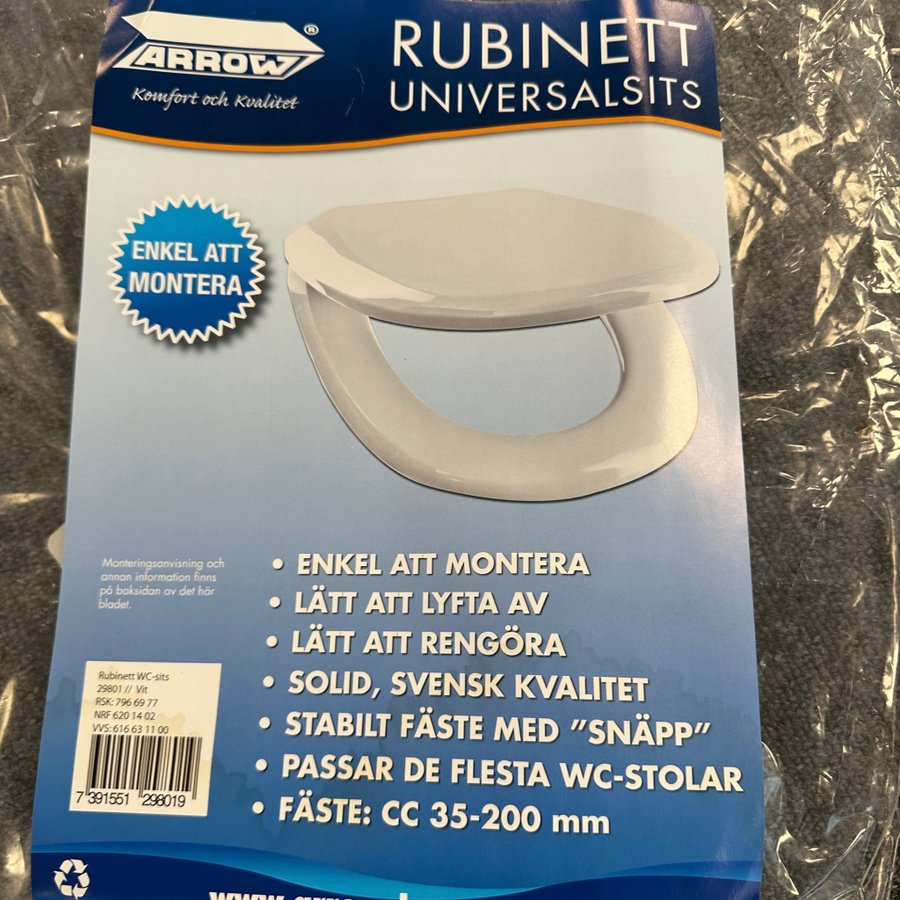 ARROW®
Komfort och Kvalitet
RUBINETT
UNIVERSALSITS
ENKEL ATT
MONTERA
• ENKEL ATT MONTERA
• LÄTT ATT LYFTA AV
• LÄTT ATT RENGÖRA
• SOLID, SVENSK KVALITET
• STABILT FÄSTE MED ”SNÄPP”
• PASSAR DE FLESTA WC-STOLAR
• FÄSTE: CC 35-200 mm
Monteringsanvisning och
annan information finns
på baksidan av det här
bladet.
Rubinett WC-sits
29801 // Vit
RSK: 796 69 77
NRF 620 14 02
VVS: 616 63 11 00
7 391551 298019